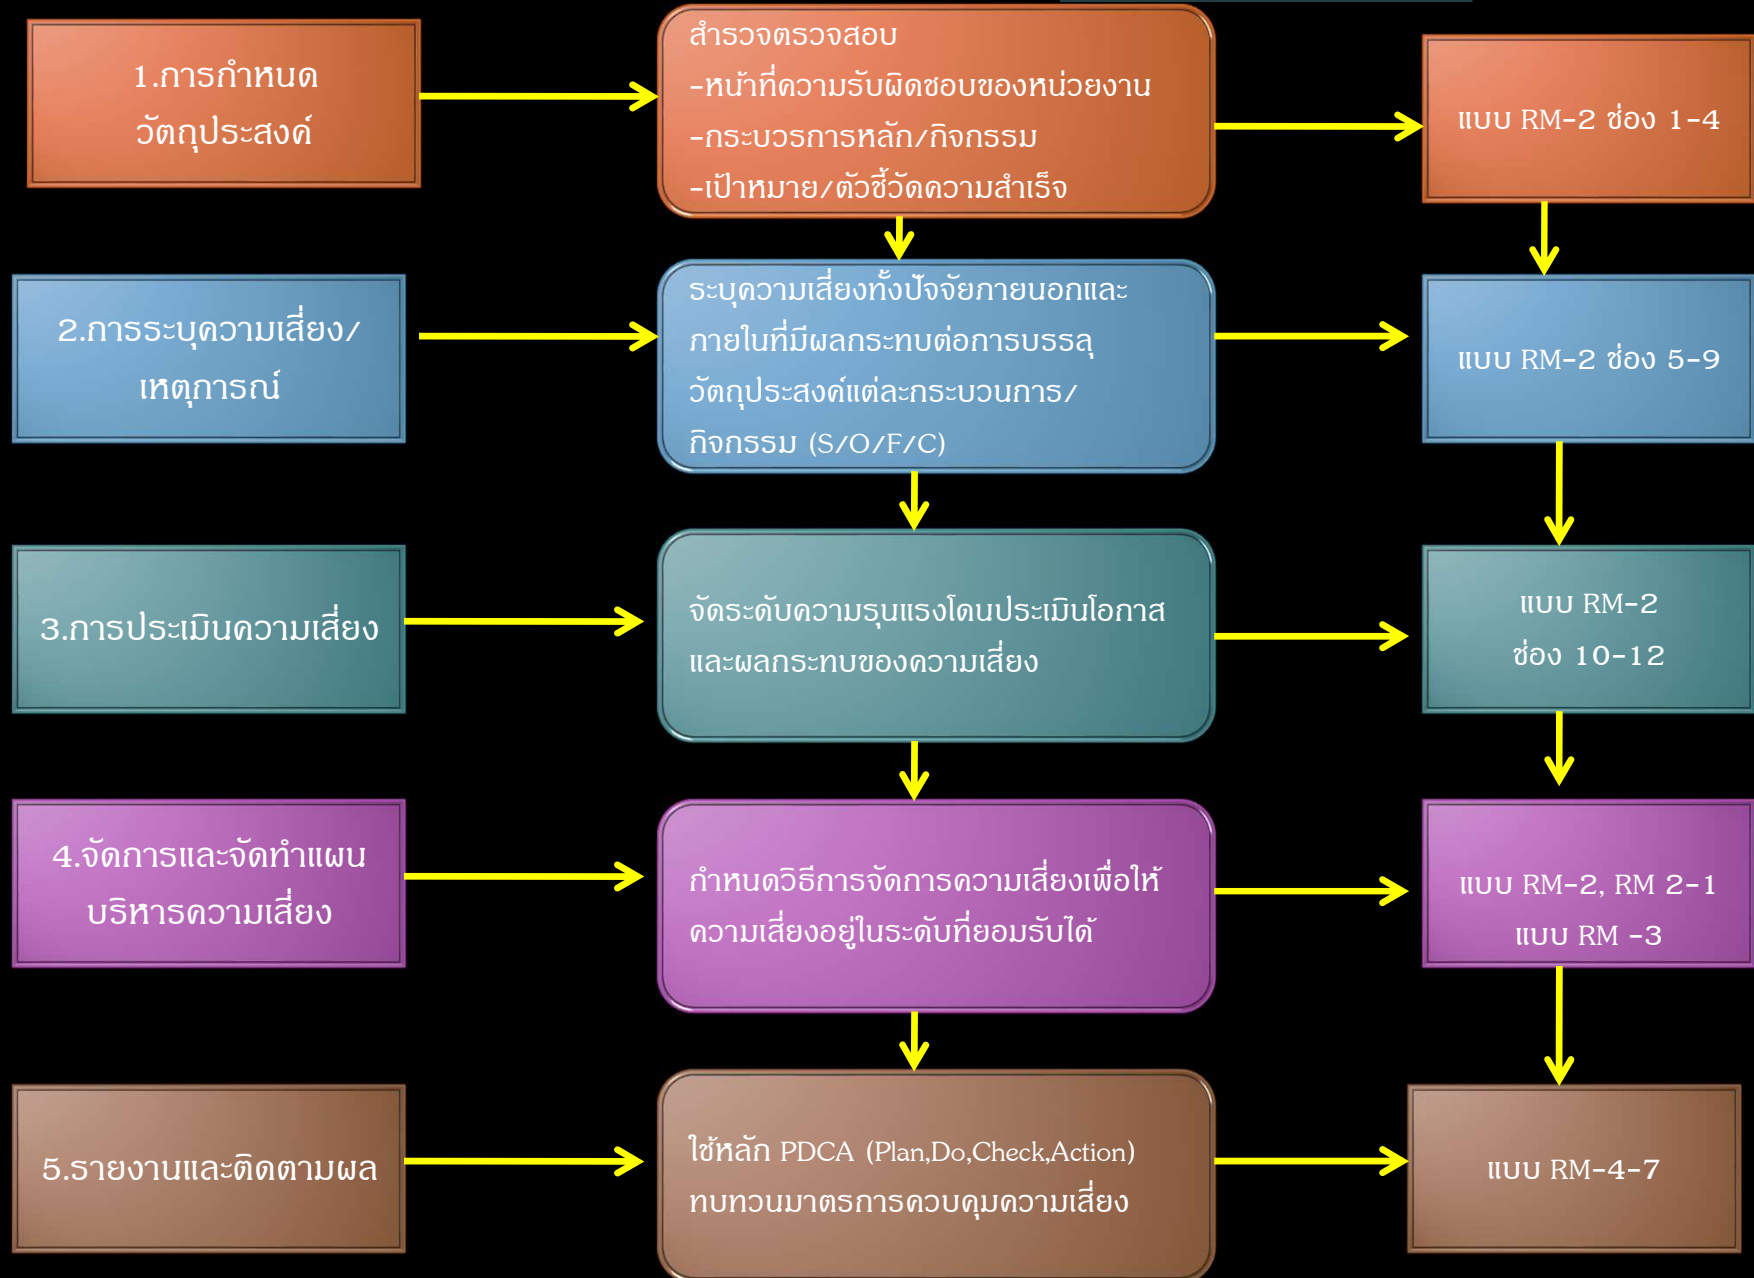 1.การกำหนด
วัตถุประสงค์
สำรวจตรวจสอบ
-หน้าที่ความรับผิดชอบของหน่วยงาน
-กระบวรการหลัก/กิจกรรม
-เป้าหมาย/ตัวชี้วัดความสำเร็จ
แบบ RM-2 ช่อง 1-4
2.การระบุความเสี่ยง/
เหตุการณ์
ระบุความเสี่ยงทั้งปัจจัยภายนอกและ
ภายในที่มีผลกระทบต่อการบรรลุ
วัตถุประสงค์แต่ละกระบวนการ/
กิจกรรม (S/O/F/C)
แบบ RM-2 ช่อง 5-9
3.การประเมินความเสี่ยง
จัดระดับความรุนแรงโดนประเมินโอกาส
และผลกระทบของความเสี่ยง
แบบ RM-2
ช่อง 10-12
4.จัดการและจัดทำแผน
บริหารความเสี่ยง
กำหนดวิธีการจัดการความเสี่ยงเพื่อให้
ความเสี่ยงอยู่ในระดับที่ยอมรับได้
แบบ RM-2, RM 2-1
แบบ RM -3
5.รายงานและติดตามผล
ใช้หลัก PDCA (Plan,Do,Check,Action)
ทบทวนมาตรการควบคุมความเสี่ยง
แบบ RM-4-7